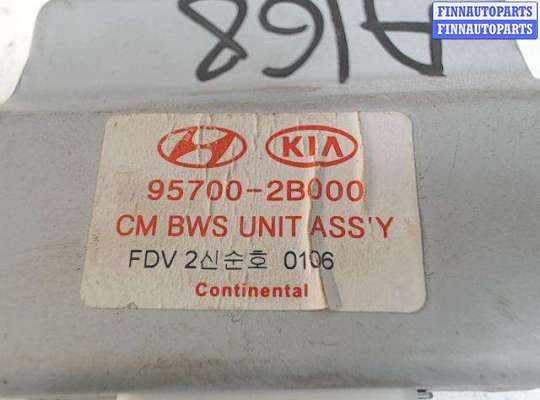 FINNAUTOPARTS
FINNAUTOPARTS
A168
KIA
95700-2B000
CM BWS UNIT ASS'Y
FDV 2신순호 0106
Continental